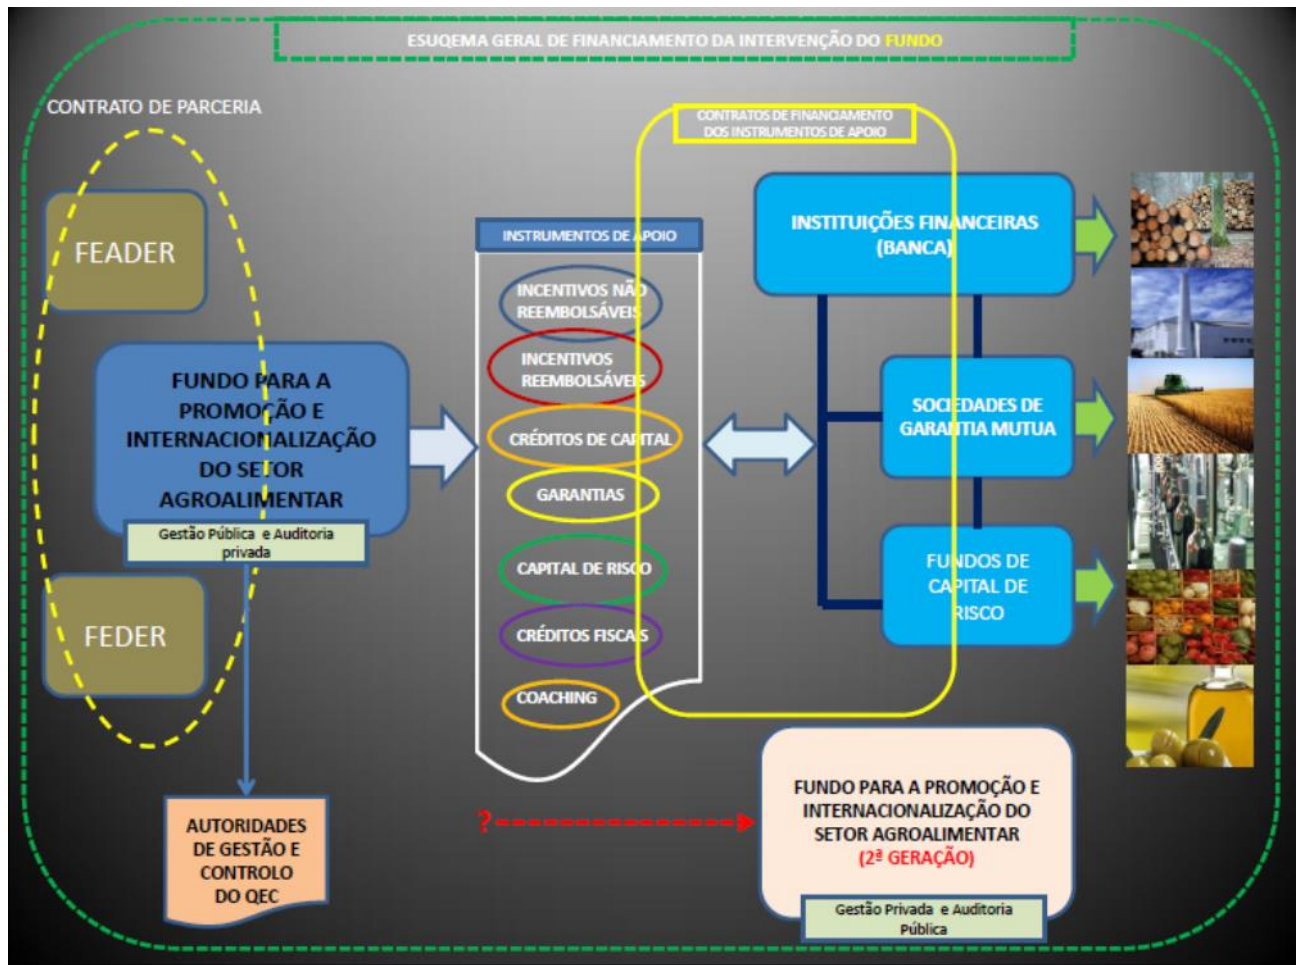 ESUQEMA GERAL DE FINANCIAMENTO DA INTERVENÇÃO DO FUNDO
CONTRATO DE PARCERIA
FEADER
FUNDO PARA A
PROMOÇÃO E
INTERNACIONALIZAÇÃO
DO SETOR
AGROALIMENTAR
Gestão Pública e Auditoria
privada
FEDER
AUTORIDADES
DE GESTÃO E
CONTROLO
DO QEC
INSTRUMENTOS DE APOIO
INCENTIVOS NÃO
REEMBOLSÁVEIS
INCENTIVOS
REEMBOLSÁVEIS
CRÉDITOS DE CAPITAL
GARANTIAS
CAPITAL DE RISCO
CRÉDITOS FISCAIS
COACHING
CONTRATOS DE FINANCIAMENTO
DOS INSTRUMENTOS DE APOIO
INSTITUIÇÕES FINANCEIRAS
(BANCA)
SOCIEDADES DE
GARANTIA MUTUA
FUNDOS DE
CAPITAL DE
RISCO
?
FUNDO PARA A PROMOÇÃO E
INTERNACIONALIZAÇÃO DO
SETOR AGROALIMENTAR
(2ª GERAÇÃO)
Gestão Privada e Auditoria
Pública